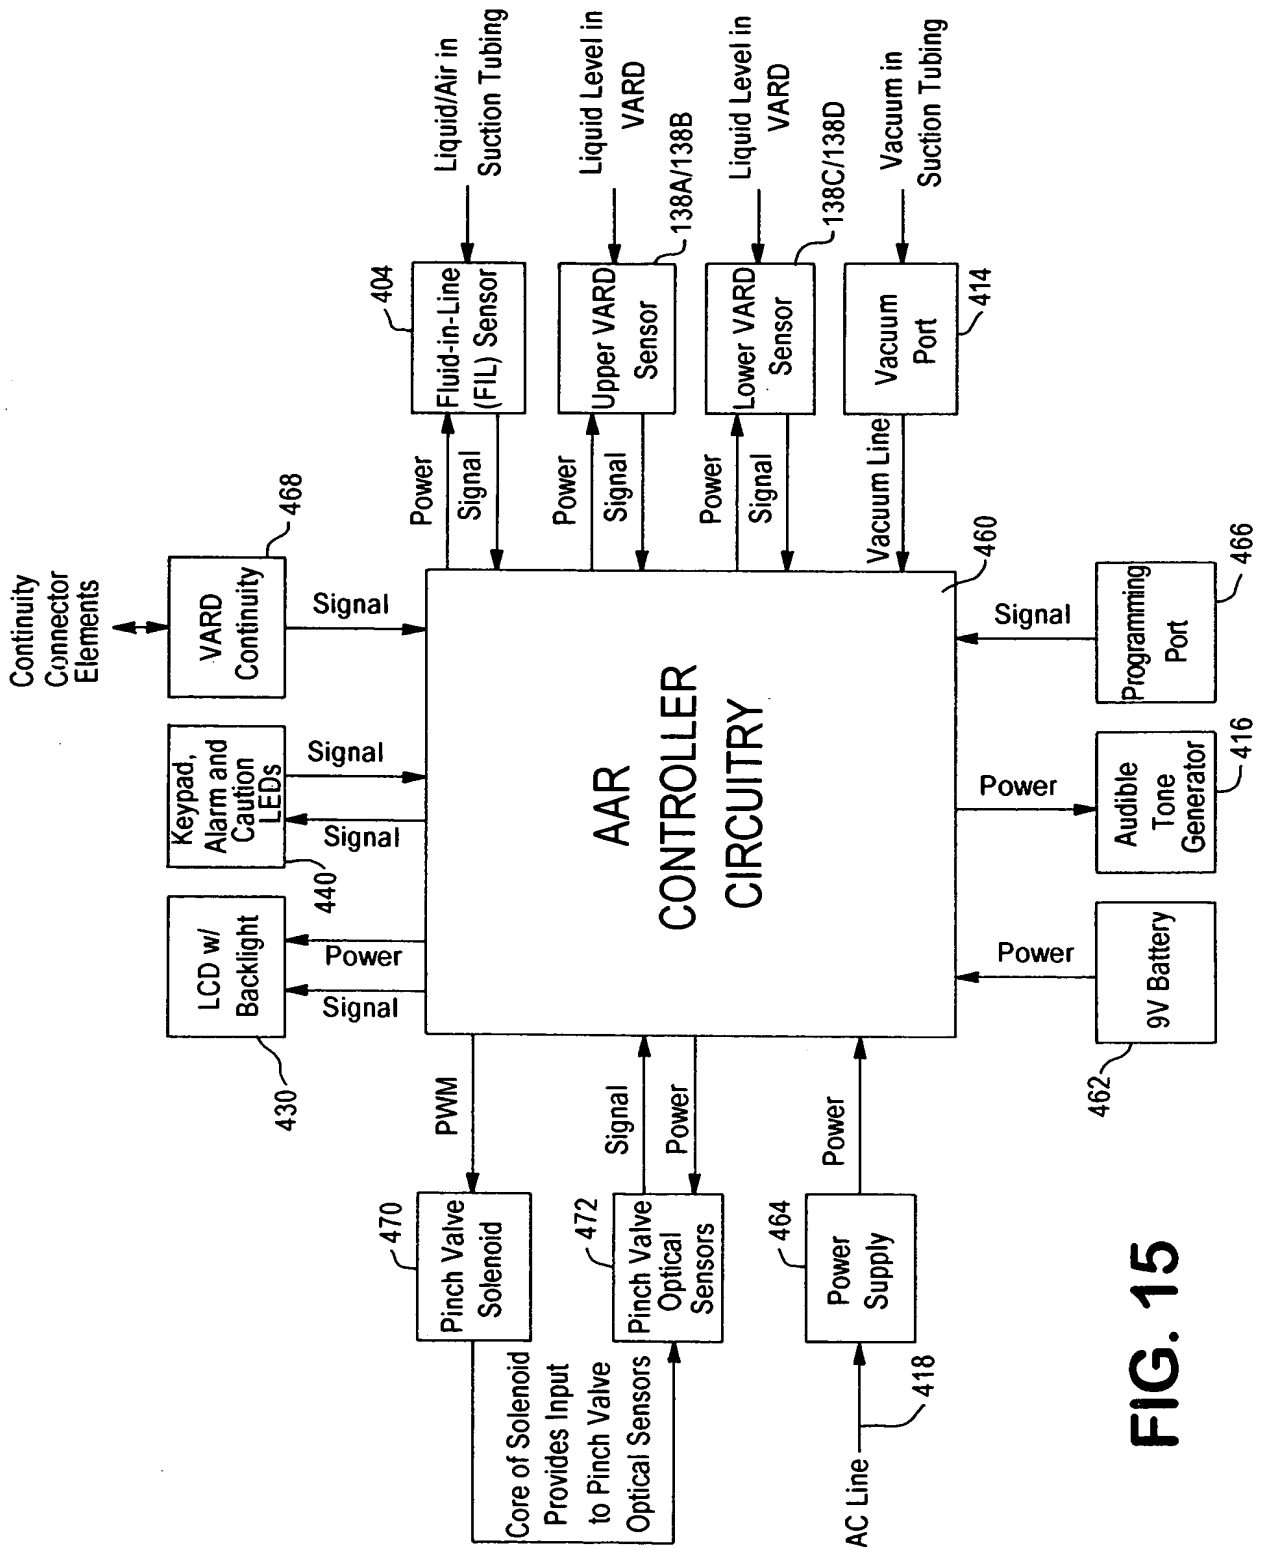 Continuity
Connector
Elements
468
VARD
Continuity
Signal
Keypad,
Alarm and
Caution
LEDs
440
Signal
Signal
LCD w/
Backlight
430
Power
Signal
Liquid/Air in
Suction Tubing
404
Fluid-in-Line
(FIL) Sensor
Power
Signal
Liquid Level in
VARD
138A/138B
Upper VARD
Sensor
Power
Signal
Liquid Level in
VARD
138C/138D
Lower VARD
Sensor
Power
Signal
Vacuum in
Suction Tubing
414
Vacuum
Port
Vacuum Line
460
AAR
CONTROLLER
CIRCUITRY
PWM
470
Pinch Valve
Solenoid
Signal
Power
472
Pinch Valve
Optical
Sensors
Core of Solenoid
Provides Input
to Pinch Valve
Optical Sensors
Power
464
Power
Supply
418
AC Line
Power
462
9V Battery
Power
416
Audible
Tone
Generator
Signal
466
Programming
Port
FIG. 15